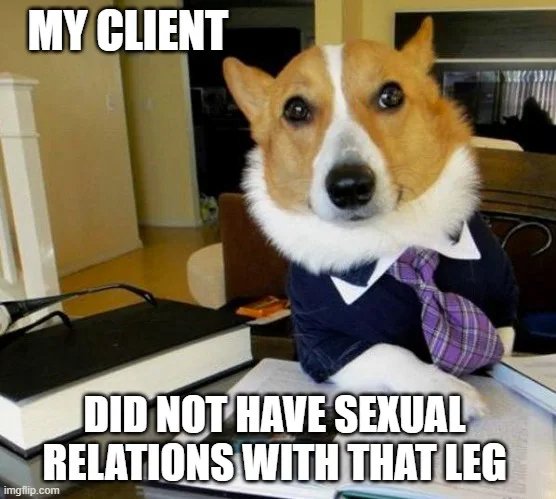 MY CLIENT
DID NOT HAVE SEXUAL
RELATIONS WITH THAT LEG
imgflip.com